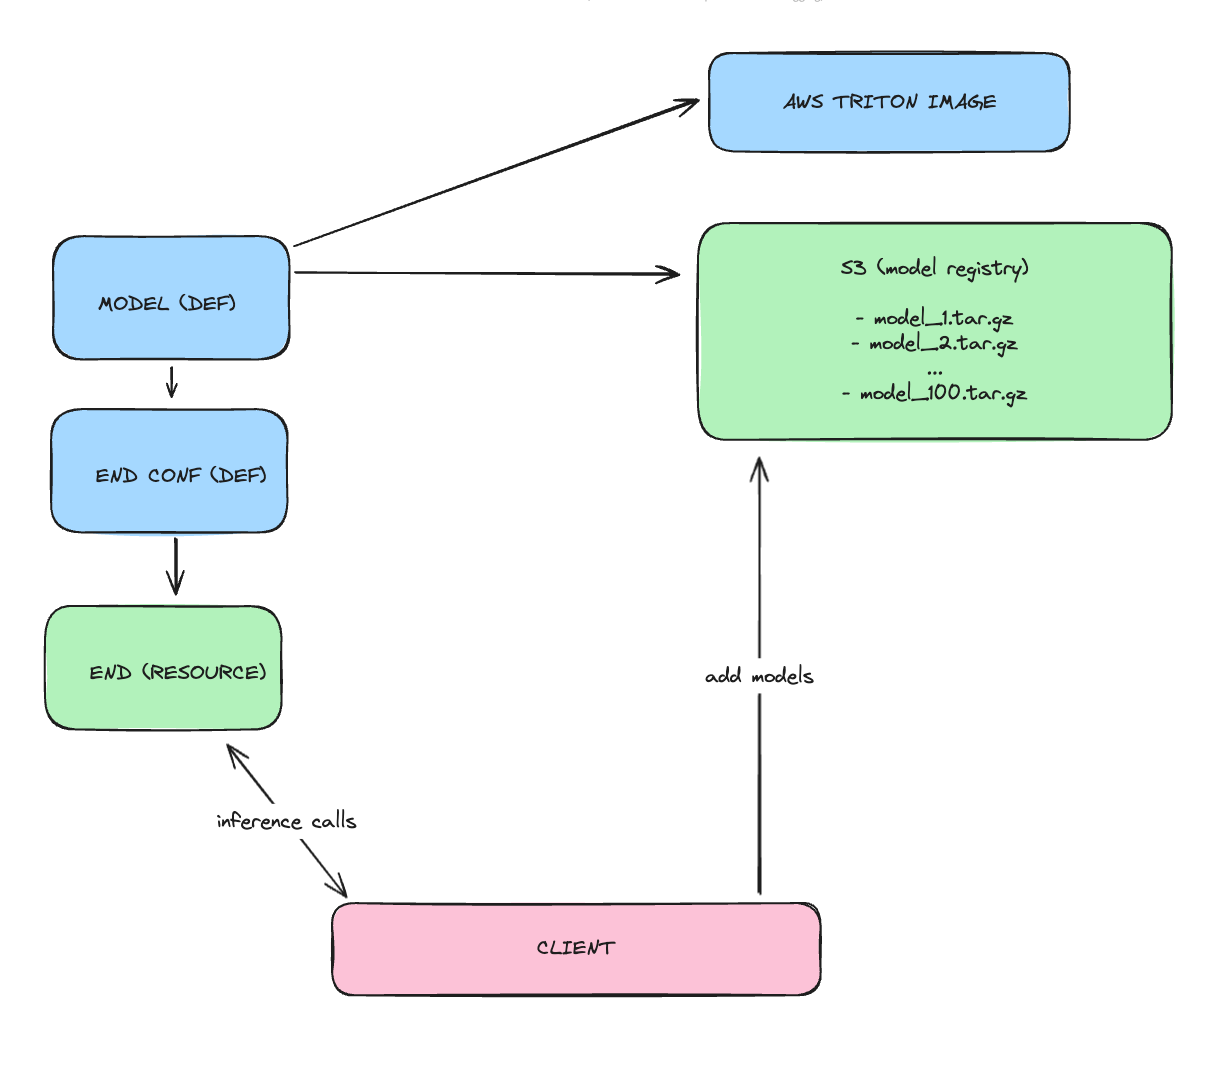 AWS TRITON IMAGE
S3 (model registry)
- model_1.tar.gz
- model_2.tar.gz
...
- model_100.tar.gz
MODEL (DEF)
END CONF (DEF)
END (RESOURCE)
add models
inference calls
CLIENT